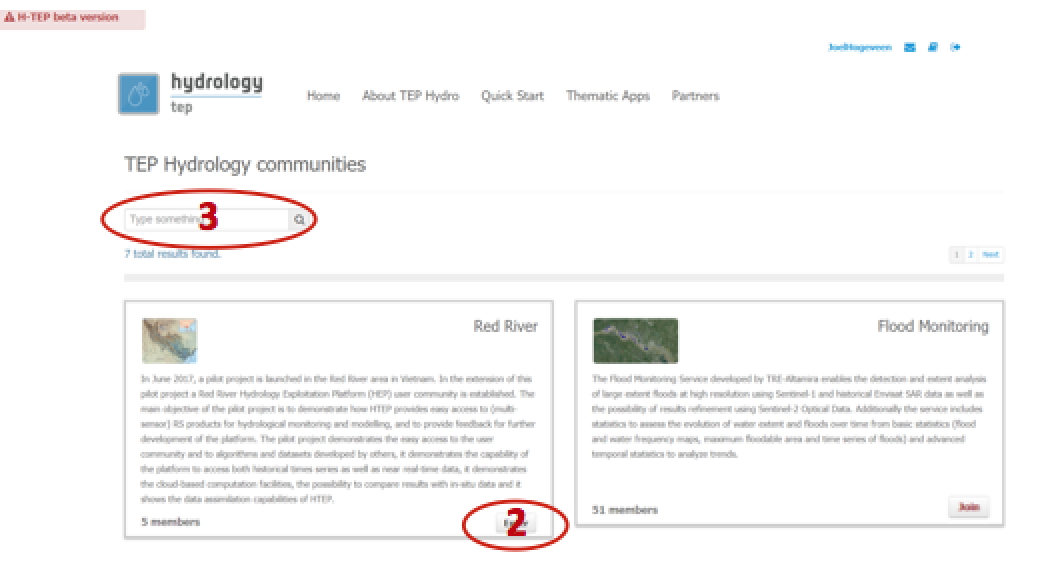 H-TEP beta version
JoelHogeveen
hydrology
tep
Home About TEP Hydro Quick Start Thematic Apps Partners
TEP Hydrology communities
Type something
3
7 total results found.
1 2 Next
Red River
In June 2017, a pilot project is launched in the Red River area in Vietnam. In the extension of this
pilot project a Red River Hydrology Exploitation Platform (HEP) user community is established. The
main objective of the pilot project is to demonstrate how HTEP provides easy access to (multi-
sensor) RS products for hydrological monitoring and modelling, and to provide feedback for further
development of the platform. The pilot project demonstrates the easy access to the user
community and to algorithms and datasets developed by others, it demonstrates the capability of
the platform to access both historical times series as well as near real-time data, it demonstrates
the cloud-based computation facilities, the possibility to compare results with in-situ data and it
shows the data assimilation capabilities of HTEP.
5 members
2
Flood Monitoring
The Flood Monitoring Service developed by TRE-Altamira enables the detection and extent analysis
of large extent floods at high resolution using Sentinel-1 and historical Envisat SAR data as well as
the possibility of results refinement using Sentinel-2 Optical Data. Additionally the service includes
statistics to assess the evolution of water extent and floods over time from basic statistics (flood
and water frequency maps, maximum floodable area and time series of floods) and advanced
temporal statistics to analyze trends.
51 members
Join